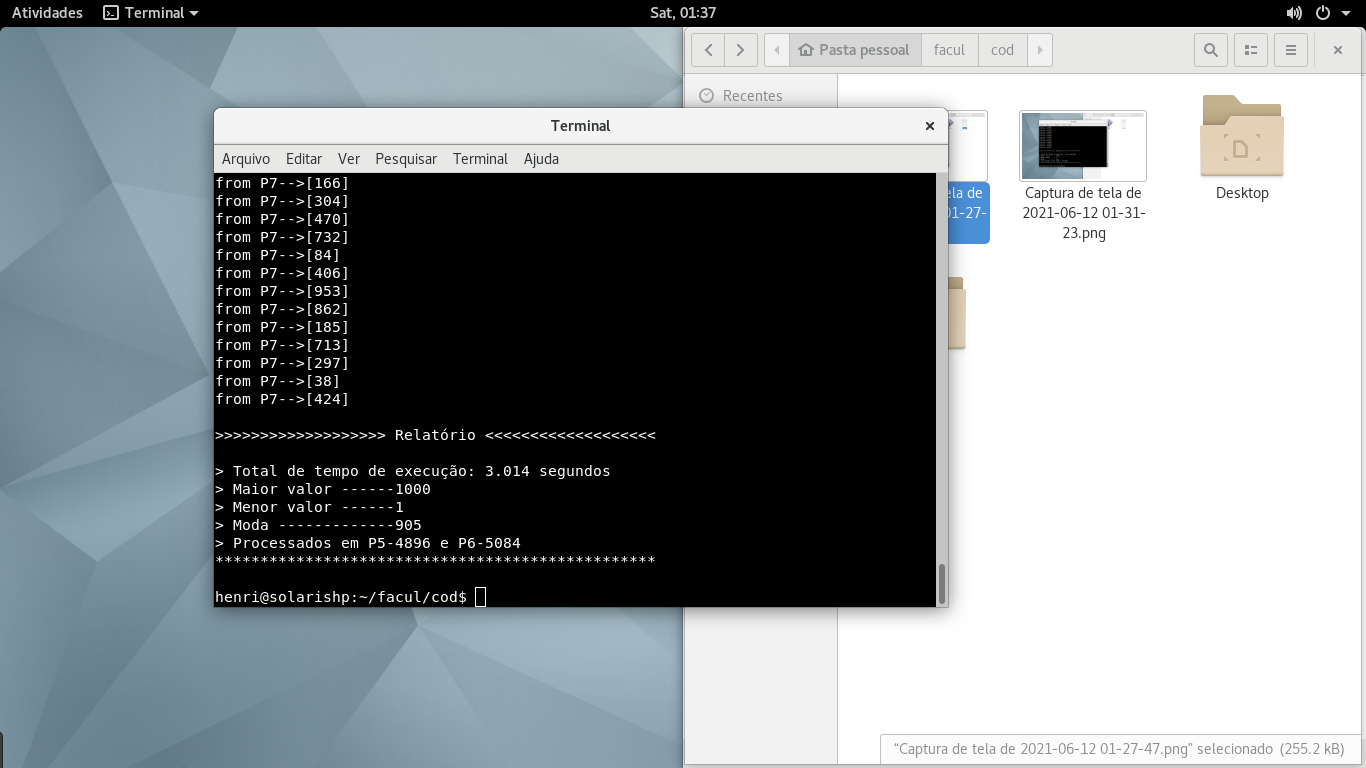 Atividades
Terminal
Sat, 01:37
Pasta pessoal
facul
cod
Recentes
Terminal
Arquivo Editar Ver Pesquisar Terminal Ajuda
from P7-->[166]
from P7-->[304]
from P7-->[470]
from P7-->[732]
from P7-->[84]
from P7-->[406]
from P7-->[953]
from P7-->[862]
from P7-->[185]
from P7-->[713]
from P7-->[297]
from P7-->[38]
from P7-->[424]
>>>>>>>>>>>>>>>>>>> Relatório <<<<<<<<<<<<<<<<<<<
> Total de tempo de execução: 3.014 segundos
> Maior valor ------1000
> Menor valor ------1
> Moda -------------905
> Processados em P5-4896 e P6-5084
*************************************************
henri@solarishp:~/facul/cod$
ela de
01-27-
Captura de tela de
2021-06-12 01-31-
23.png
Desktop
“Captura de tela de 2021-06-12 01-27-47.png” selecionado (255.2 kB)